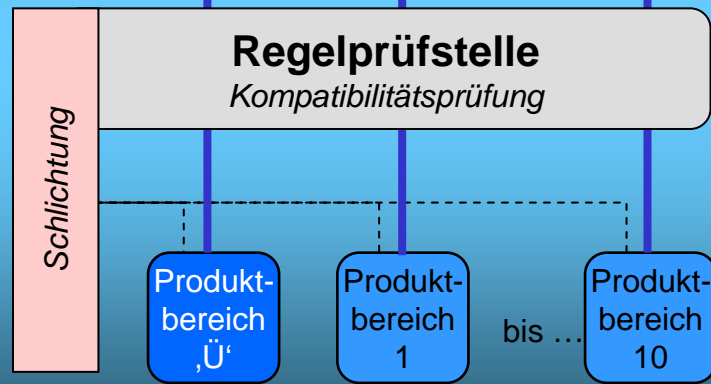 Regelprüfstelle
Kompatibilitätsprüfung
Schlichtung
Produkt-
bereich
‚Ü‘
Produkt-
bereich
1
bis ...
Produkt-
bereich
10